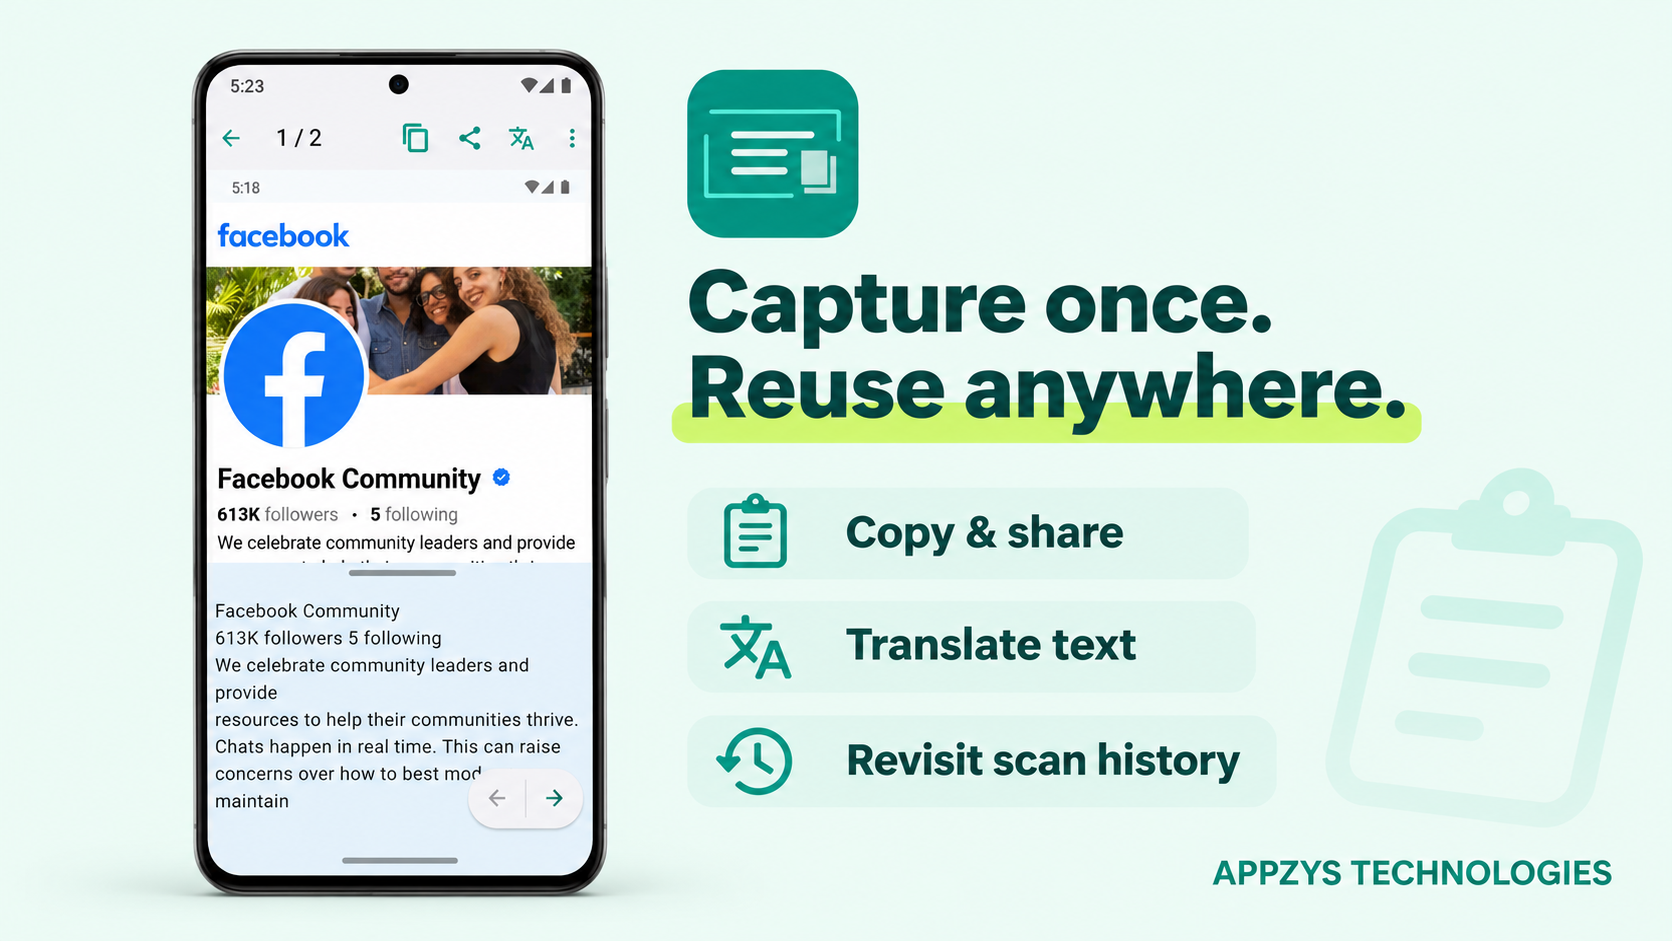 5:23
1 / 2
5:18
facebook
Facebook Community
613K followers • 5 following
We celebrate community leaders and provide
Facebook Community
613K followers 5 following
We celebrate community leaders and
provide
resources to help their communities thrive.
Chats happen in real time. This can raise
concerns over how to best mod
maintain
Capture once.
Reuse anywhere.
Copy & share
Translate text
Revisit scan history
APPZYS TECHNOLOGIES